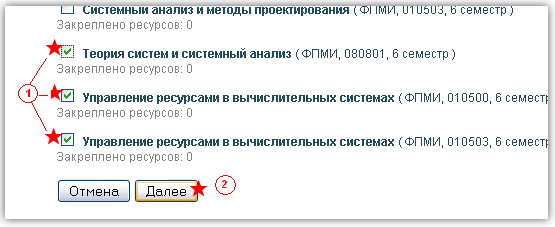 Системный анализ и методы проектирования (ФПМИ, 010503, 6 семестр )
Закреплено ресурсов: 0
Теория систем и системный анализ (ФПМИ, 080801, 6 семестр )
Закреплено ресурсов: 0
1
Управление ресурсами в вычислительных системах (ФПМИ, 010500, 6 семест
Закреплено ресурсов: 0
Управление ресурсами в вычислительных системах (ФПМИ, 010503, 6 семест
Закреплено ресурсов: 0
Отмена Далее 2